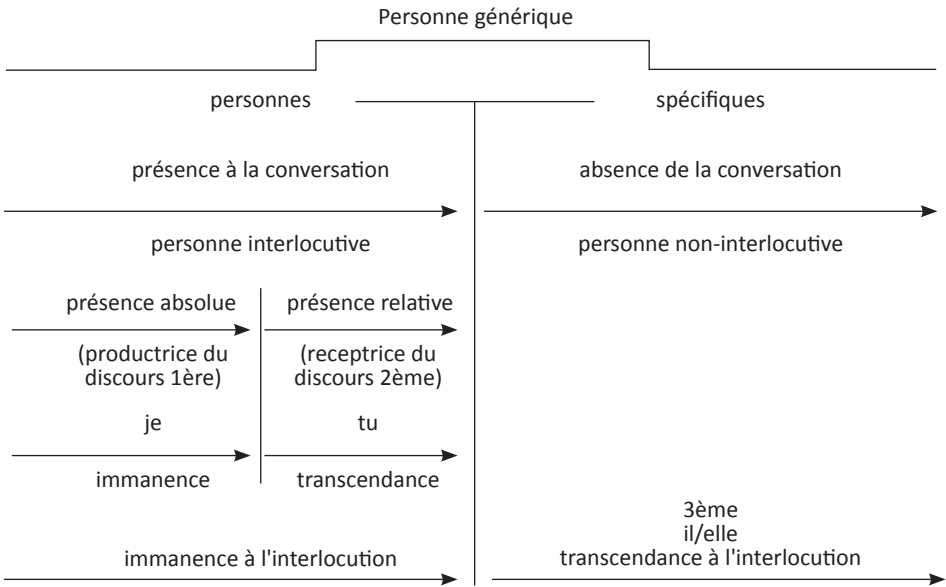 Personne générique
personnes spécifiques
présence à la conversation absence de la conversation
personne interlocutive personne non-interlocutive
présence absolue présence relative
(productrice du (receptrice du
discours 1ère) discours 2ème)
je tu
immanence transcendance
3ème
il/elle
immanence à l'interlocution transcendance à l'interlocution